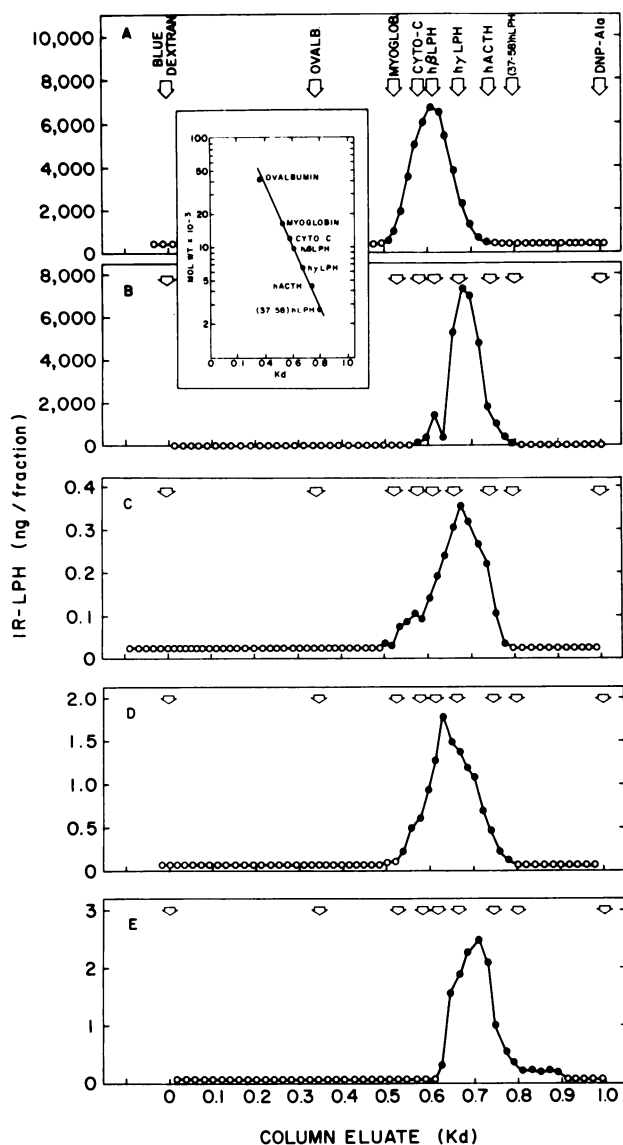 A
BLUE DEXTRAN
OVALB.
MYOGLOB.
CYTO-C
hβLPH
hγLPH
hACTH
(37-58)hLPH
DNP-Ala
10,000
8,000
6,000
4,000
2,000
0
MOL WT × 10⁻³
100
50
20
10
5
2
OVALBUMIN
MYOGLOBIN
CYTO-C
hβLPH
hγLPH
hACTH
(37-58)hLPH
0 0.2 0.4 0.6 0.8 1.0
Kd
B
8,000
6,000
4,000
2,000
0
IR-LPH (ng/fraction)
C
0.4
0.3
0.2
0.1
0
D
2.0
1.5
1.0
0.5
0
E
3
2
1
0
0 0.1 0.2 0.3 0.4 0.5 0.6 0.7 0.8 0.9 1.0
COLUMN ELUATE (Kd)